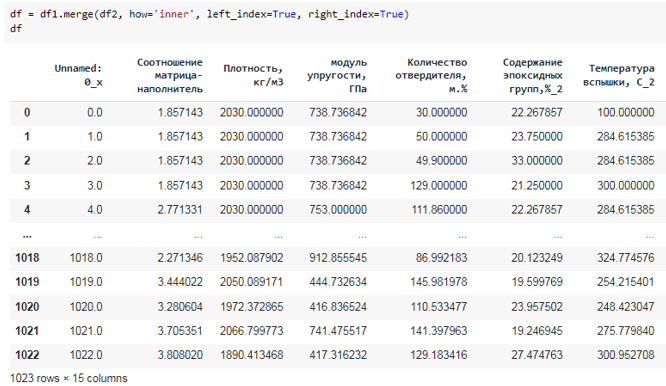 df = df1.merge(df2, how='inner', left_index=True, right_index=True)
df
Unnamed: 0_x Соотношение матрица-наполнитель Плотность, кг/м3 модуль упругости, ГПа Количество отвердителя, м.% Содержание эпоксидных групп,%_2 Температура вспышки, С_2
0 0.0 1.857143 2030.000000 738.736842 30.000000 22.267857 100.000000
1 1.0 1.857143 2030.000000 738.736842 50.000000 23.750000 284.615385
2 2.0 1.857143 2030.000000 738.736842 49.900000 33.000000 284.615385
3 3.0 1.857143 2030.000000 738.736842 129.000000 21.250000 300.000000
4 4.0 2.771331 2030.000000 753.000000 111.860000 22.267857 284.615385
... ... ... ... ... ... ... ...
1018 1018.0 2.271346 1952.087902 912.855545 86.992183 20.123249 324.774576
1019 1019.0 3.444022 2050.089171 444.732634 145.981978 19.599769 254.215401
1020 1020.0 3.280604 1972.372865 416.836524 110.533477 23.957502 248.423047
1021 1021.0 3.705351 2066.799773 741.475517 141.397963 19.246945 275.779840
1022 1022.0 3.808020 1890.413468 417.316232 129.183416 27.474763 300.952708
1023 rows × 15 columns